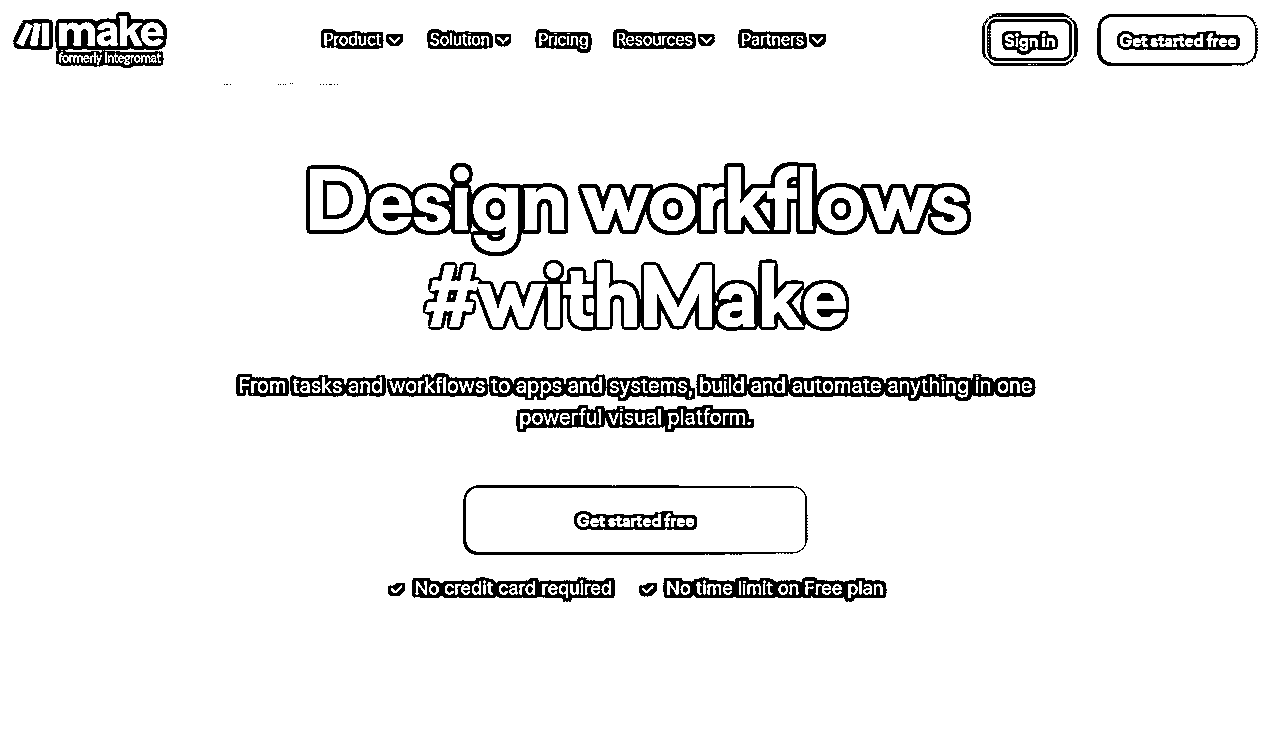 make
formerly Integromat
Product Solution Pricing Resources Partners
Sign in Get started free
Design workflows
#withMake
From tasks and workflows to apps and systems, build and automate anything in one
powerful visual platform.
Get started free
No credit card required No time limit on Free plan